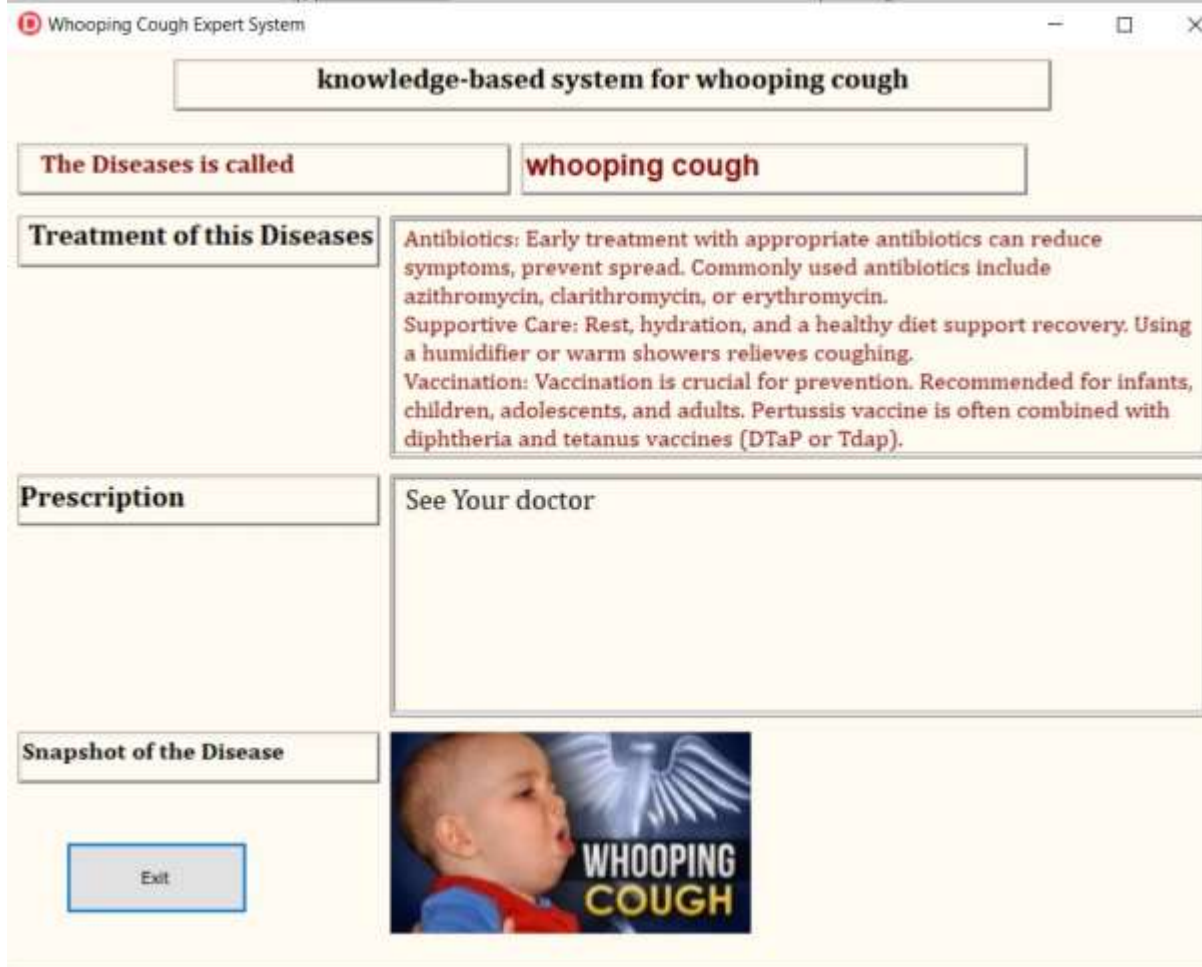 Whooping Cough Expert System
knowledge-based system for whooping cough
The Diseases is called
whooping cough
Treatment of this Diseases
Antibiotics: Early treatment with appropriate antibiotics can reduce
symptoms, prevent spread. Commonly used antibiotics include
azithromycin, clarithromycin, or erythromycin.
Supportive Care: Rest, hydration, and a healthy diet support recovery. Using
a humidifier or warm showers relieves coughing.
Vaccination: Vaccination is crucial for prevention. Recommended for infants,
children, adolescents, and adults. Pertussis vaccine is often combined with
diphtheria and tetanus vaccines (DTaP or Tdap).
Prescription
See Your doctor
Snapshot of the Disease
WHOOPING
COUGH
Exit